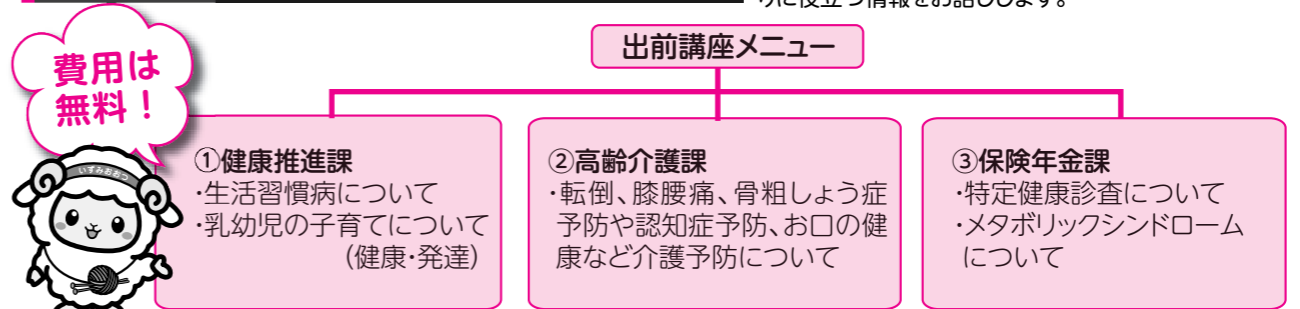 りに役立つ情報をお話しします。
出前講座メニュー
費用は
無料！
いずみおおつ
①健康推進課
・生活習慣病について
・乳幼児の子育てについて
（健康・発達）
②高齢介護課
・転倒、膝腰痛、骨粗しょう症
予防や認知症予防、お口の健
康など介護予防について
③保険年金課
・特定健康診査について
・メタボリックシンドローム
について